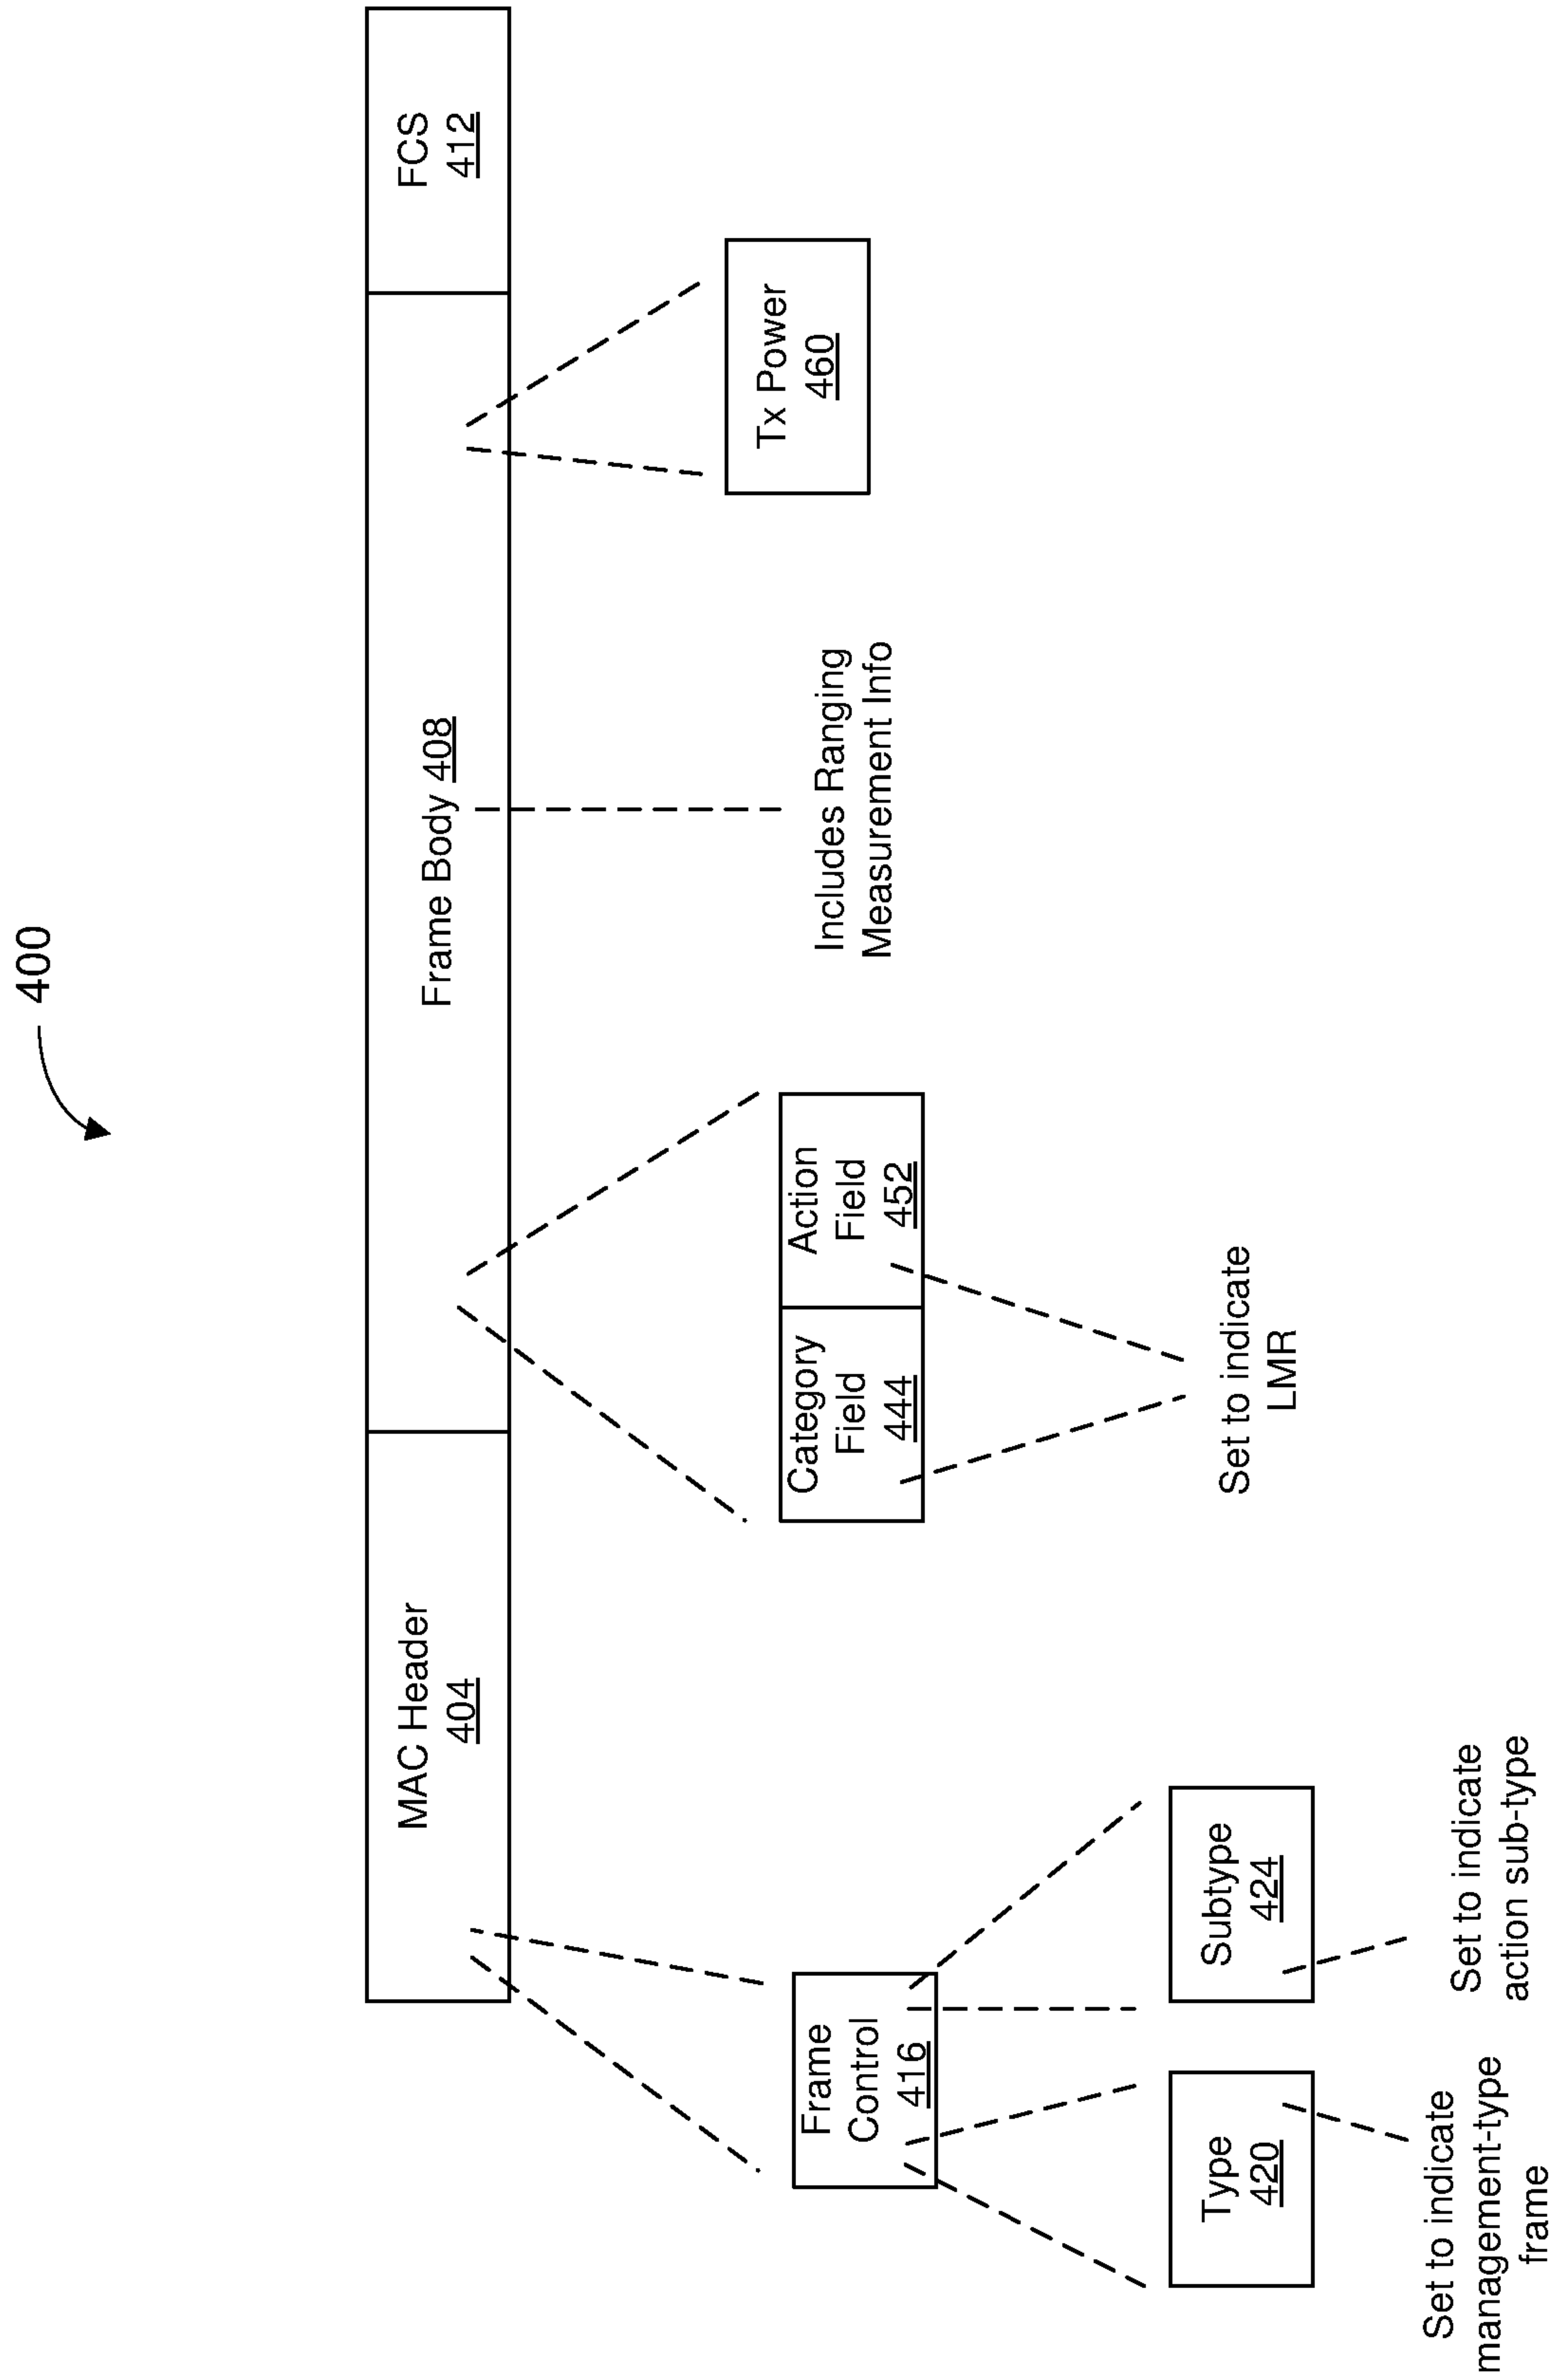 400
MAC Header
404
Frame Body 408
FCS
412
Frame
Control
416
Category
Field
444
Action
Field
452
Includes Ranging
Measurement Info
Tx Power
460
Type
420
Subtype
424
Set to indicate
LMR
Set to indicate
management-type
frame
Set to indicate
action sub-type